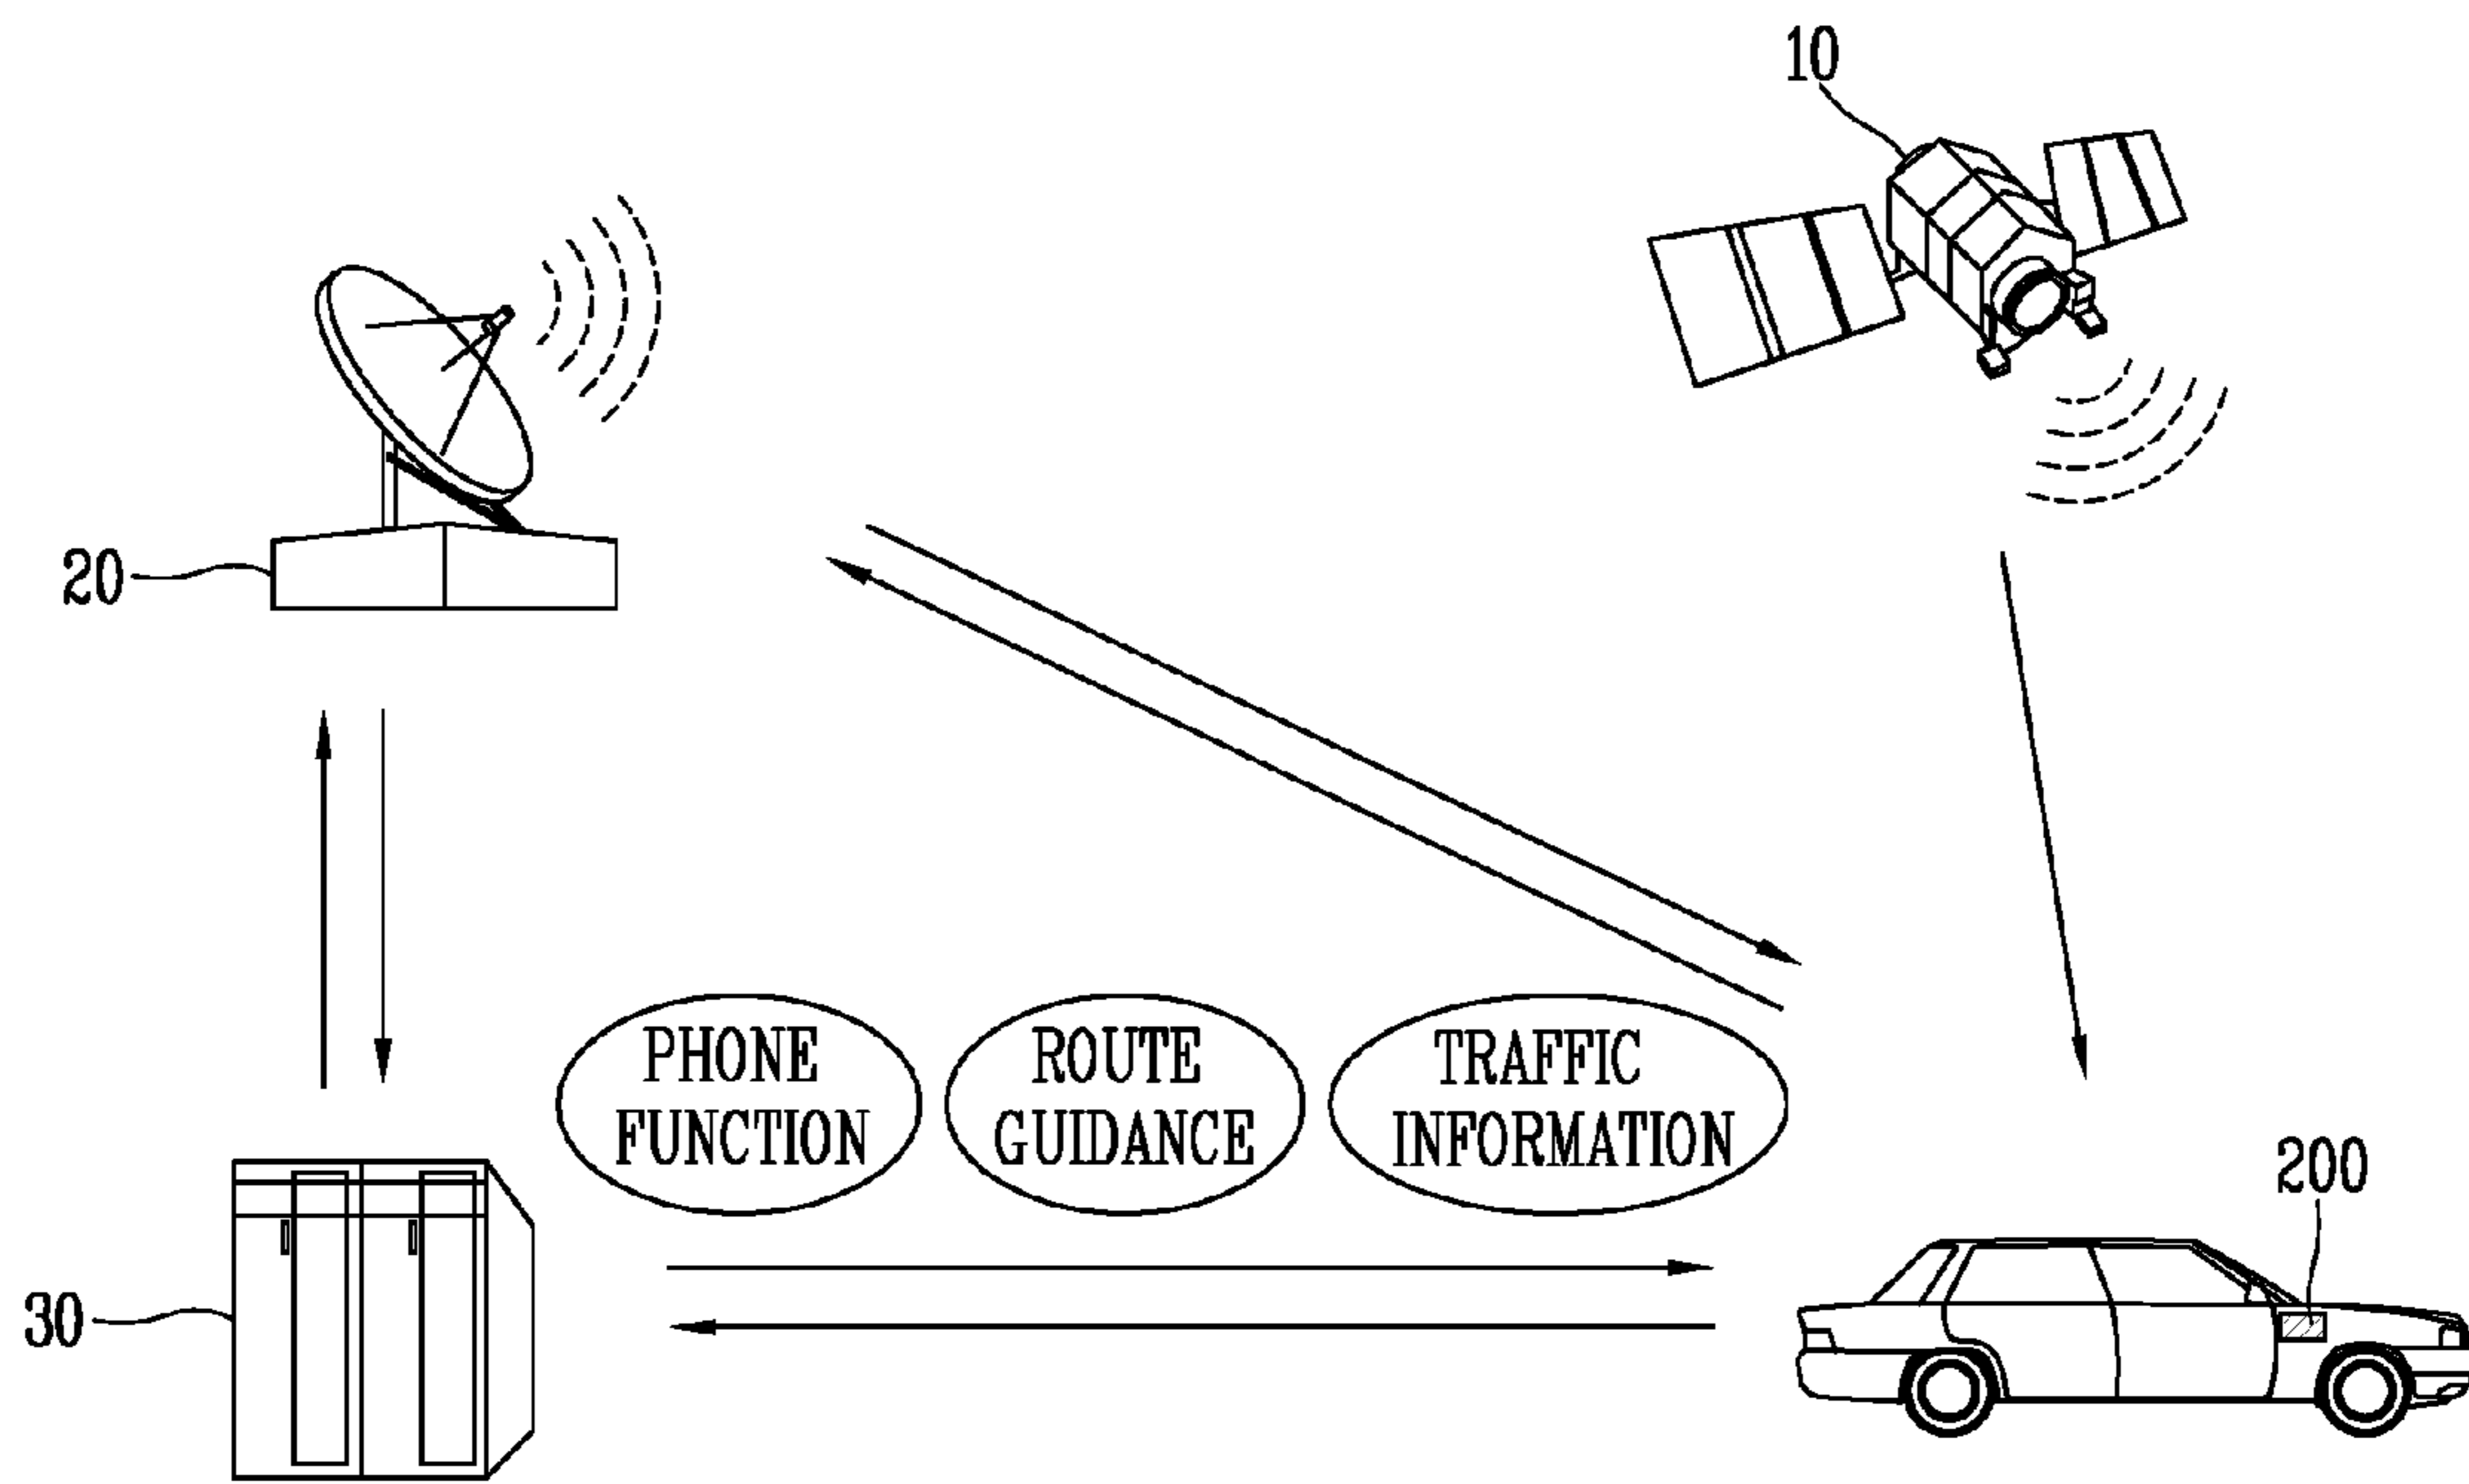 10
20
PHONE
FUNCTION
ROUTE
GUIDANCE
TRAFFIC
INFORMATION
200
30